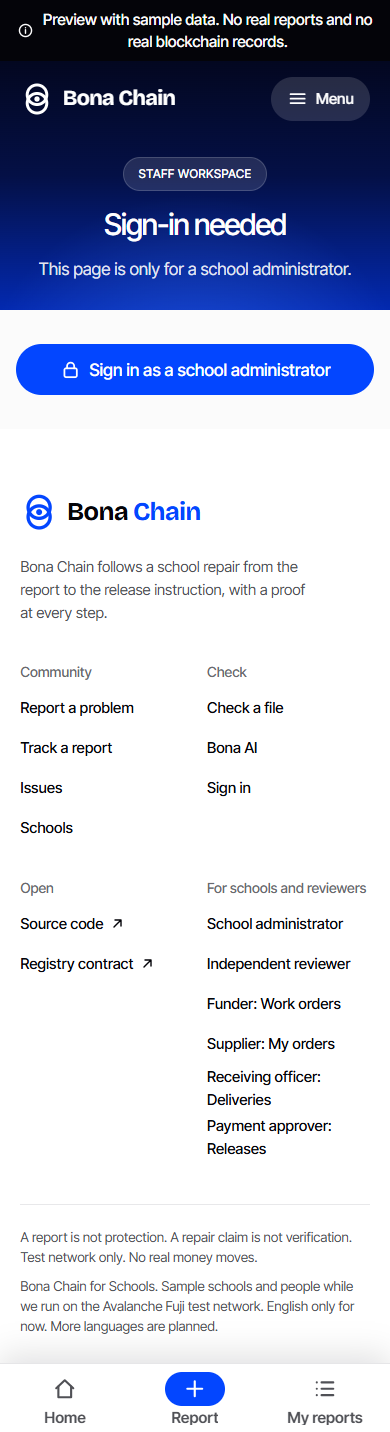 Preview with sample data. No real reports and no
real blockchain records.
Bona Chain
Menu
STAFF WORKSPACE
Sign-in needed
This page is only for a school administrator.
Sign in as a school administrator
Bona Chain
Bona Chain follows a school repair from the
report to the release instruction, with a proof
at every step.
Community
Report a problem
Track a report
Issues
Schools
Check
Check a file
Bona AI
Sign in
Open
Source code
Registry contract
For schools and reviewers
School administrator
Independent reviewer
Funder: Work orders
Supplier: My orders
Receiving officer:
Deliveries
Payment approver:
Releases
A report is not protection. A repair claim is not verification.
Test network only. No real money moves.
Bona Chain for Schools. Sample schools and people while
we run on the Avalanche Fuji test network. English only for
now. More languages are planned.
Home
Report
My reports